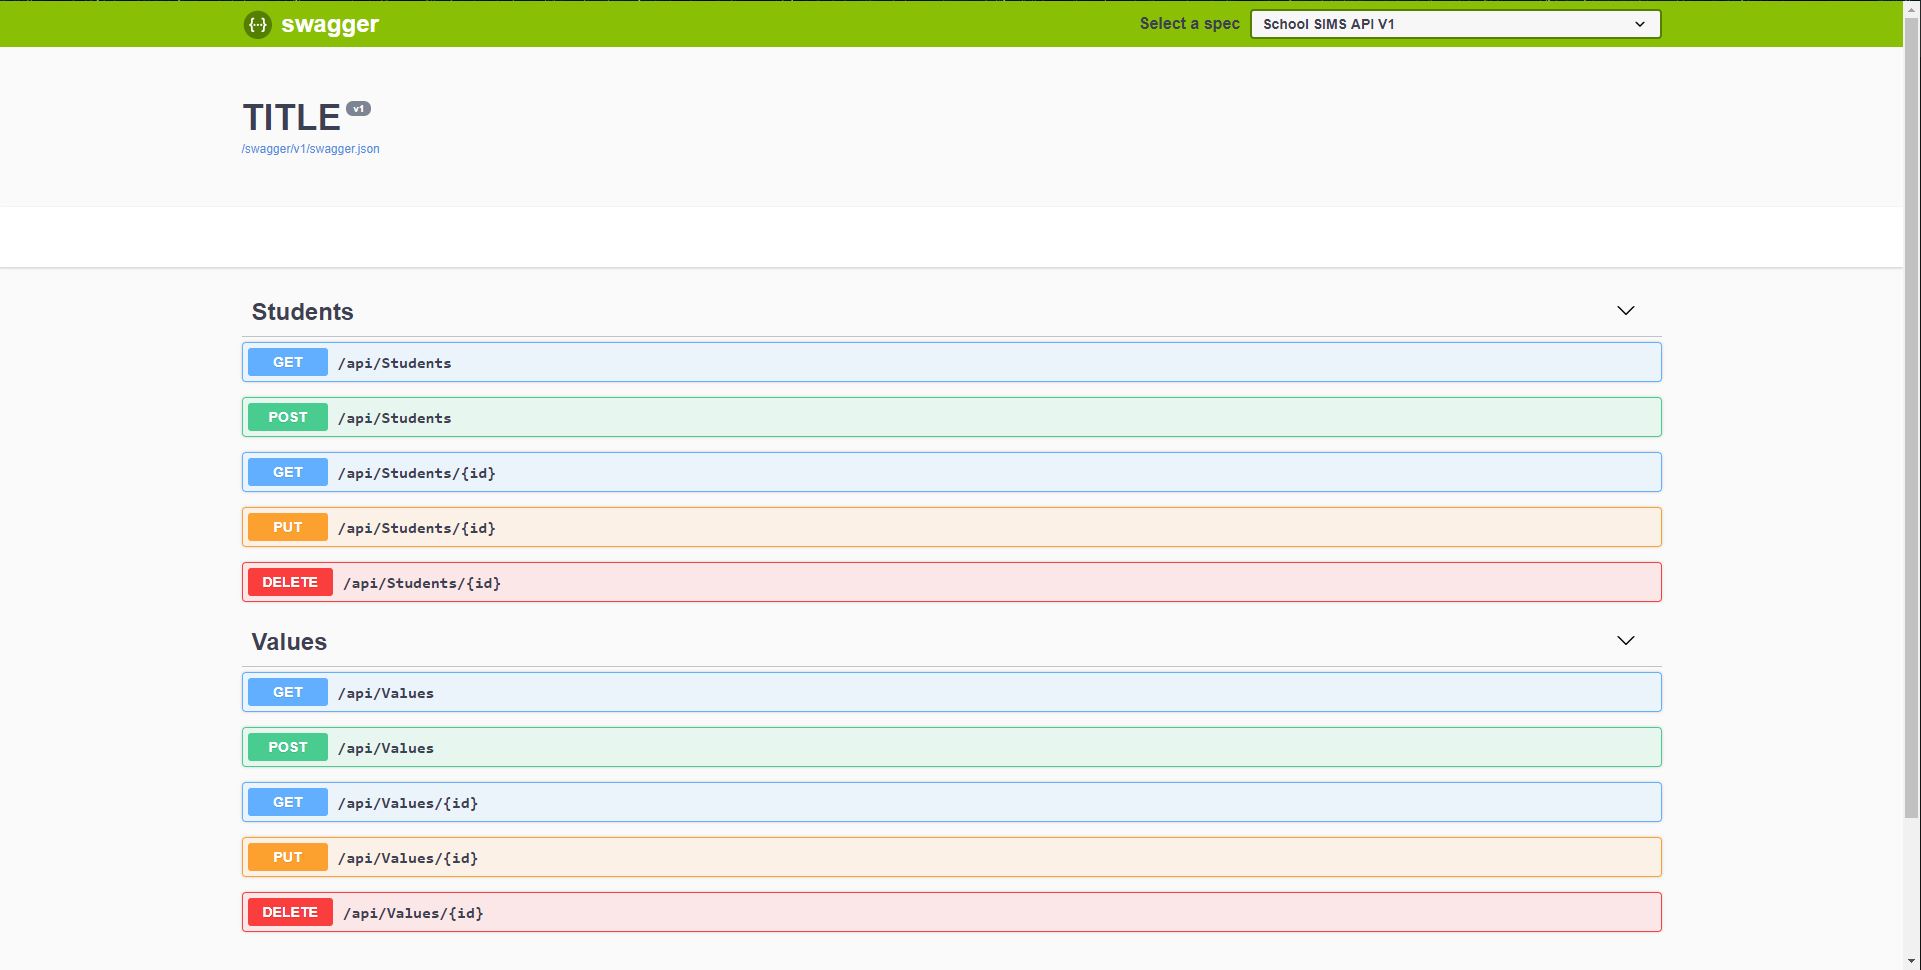 {···} swagger
Select a spec School SIMS API V1
TITLE v1
/swagger/v1/swagger.json
Students
GET /api/Students
POST /api/Students
GET /api/Students/{id}
PUT /api/Students/{id}
DELETE /api/Students/{id}
Values
GET /api/Values
POST /api/Values
GET /api/Values/{id}
PUT /api/Values/{id}
DELETE /api/Values/{id}